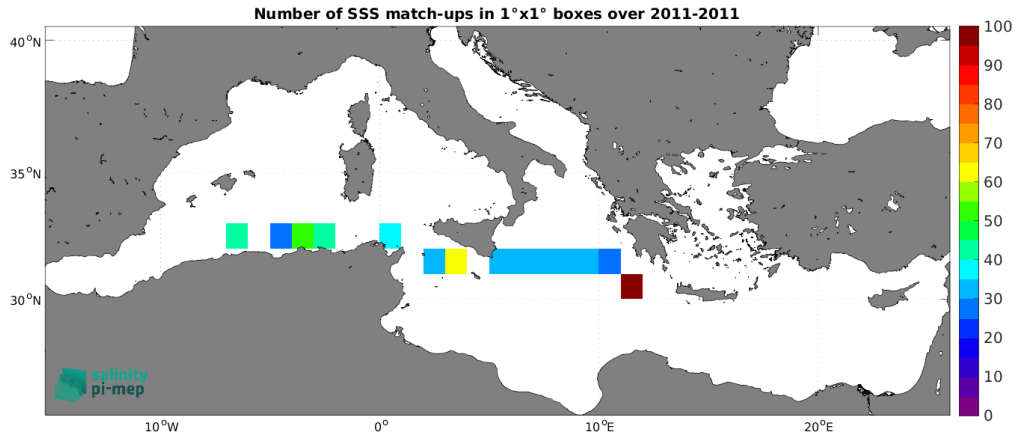 Number of SSS match-ups in 1°x1° boxes over 2011-2011
40°N
35°N
30°N
10°W
0°
10°E
20°E
100
90
80
70
60
50
40
30
20
10
0
salinity
pi-mep